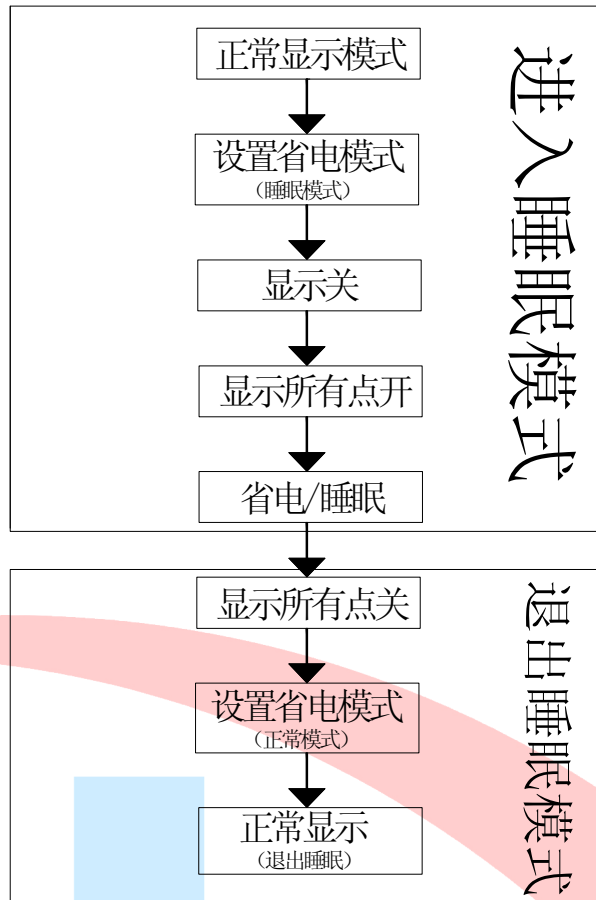 进入睡眠模式
正常显示模式
设置省电模式
（睡眠模式）
显示关
显示所有点开
省电/睡眠
退出睡眠模式
显示所有点关
设置省电模式
（正常模式）
正常显示
（退出睡眠）